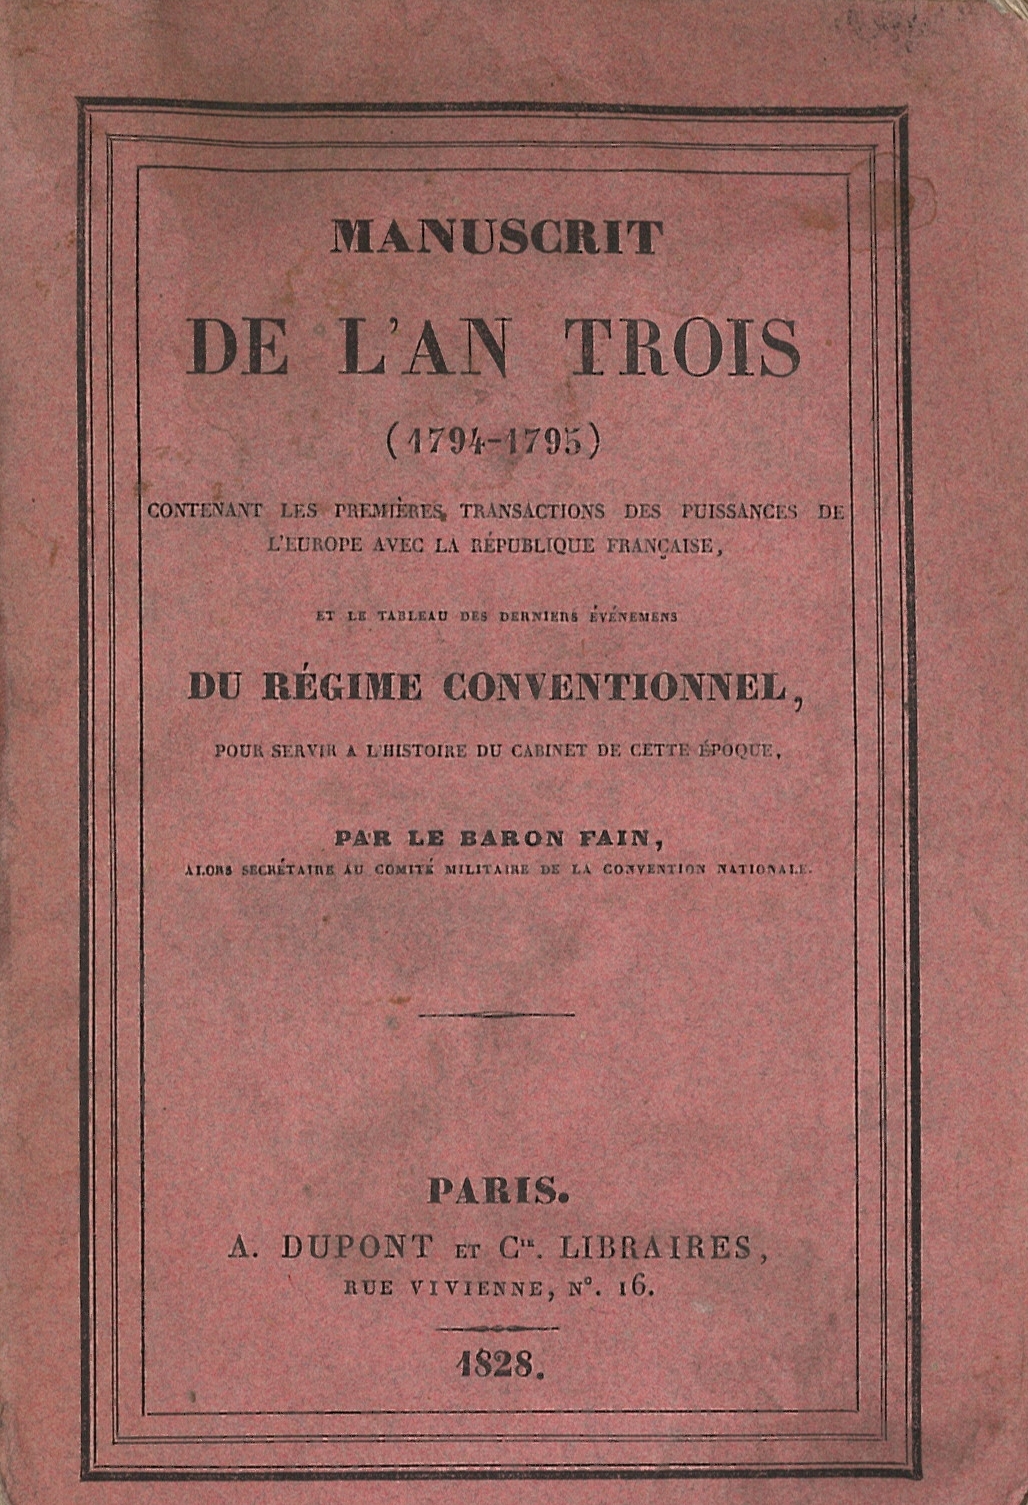 MANUSCRIT
DE L'AN TROIS
(1794-1795)
CONTENANT LES PREMIÈRES TRANSACTIONS DES PUISSANCES DE
L'EUROPE AVEC LA RÉPUBLIQUE FRANÇAISE,
ET LE TABLEAU DES DERNIERS ÉVÉNEMENS
DU RÉGIME CONVENTIONNEL,
POUR SERVIR A L'HISTOIRE DU CABINET DE CETTE ÉPOQUE,
PAR LE BARON FAIN,
ALORS SECRÉTAIRE AU COMITÉ MILITAIRE DE LA CONVENTION NATIONALE.
PARIS.
A. DUPONT ET Cie. LIBRAIRES,
RUE VIVIENNE, N°. 16.
1828.